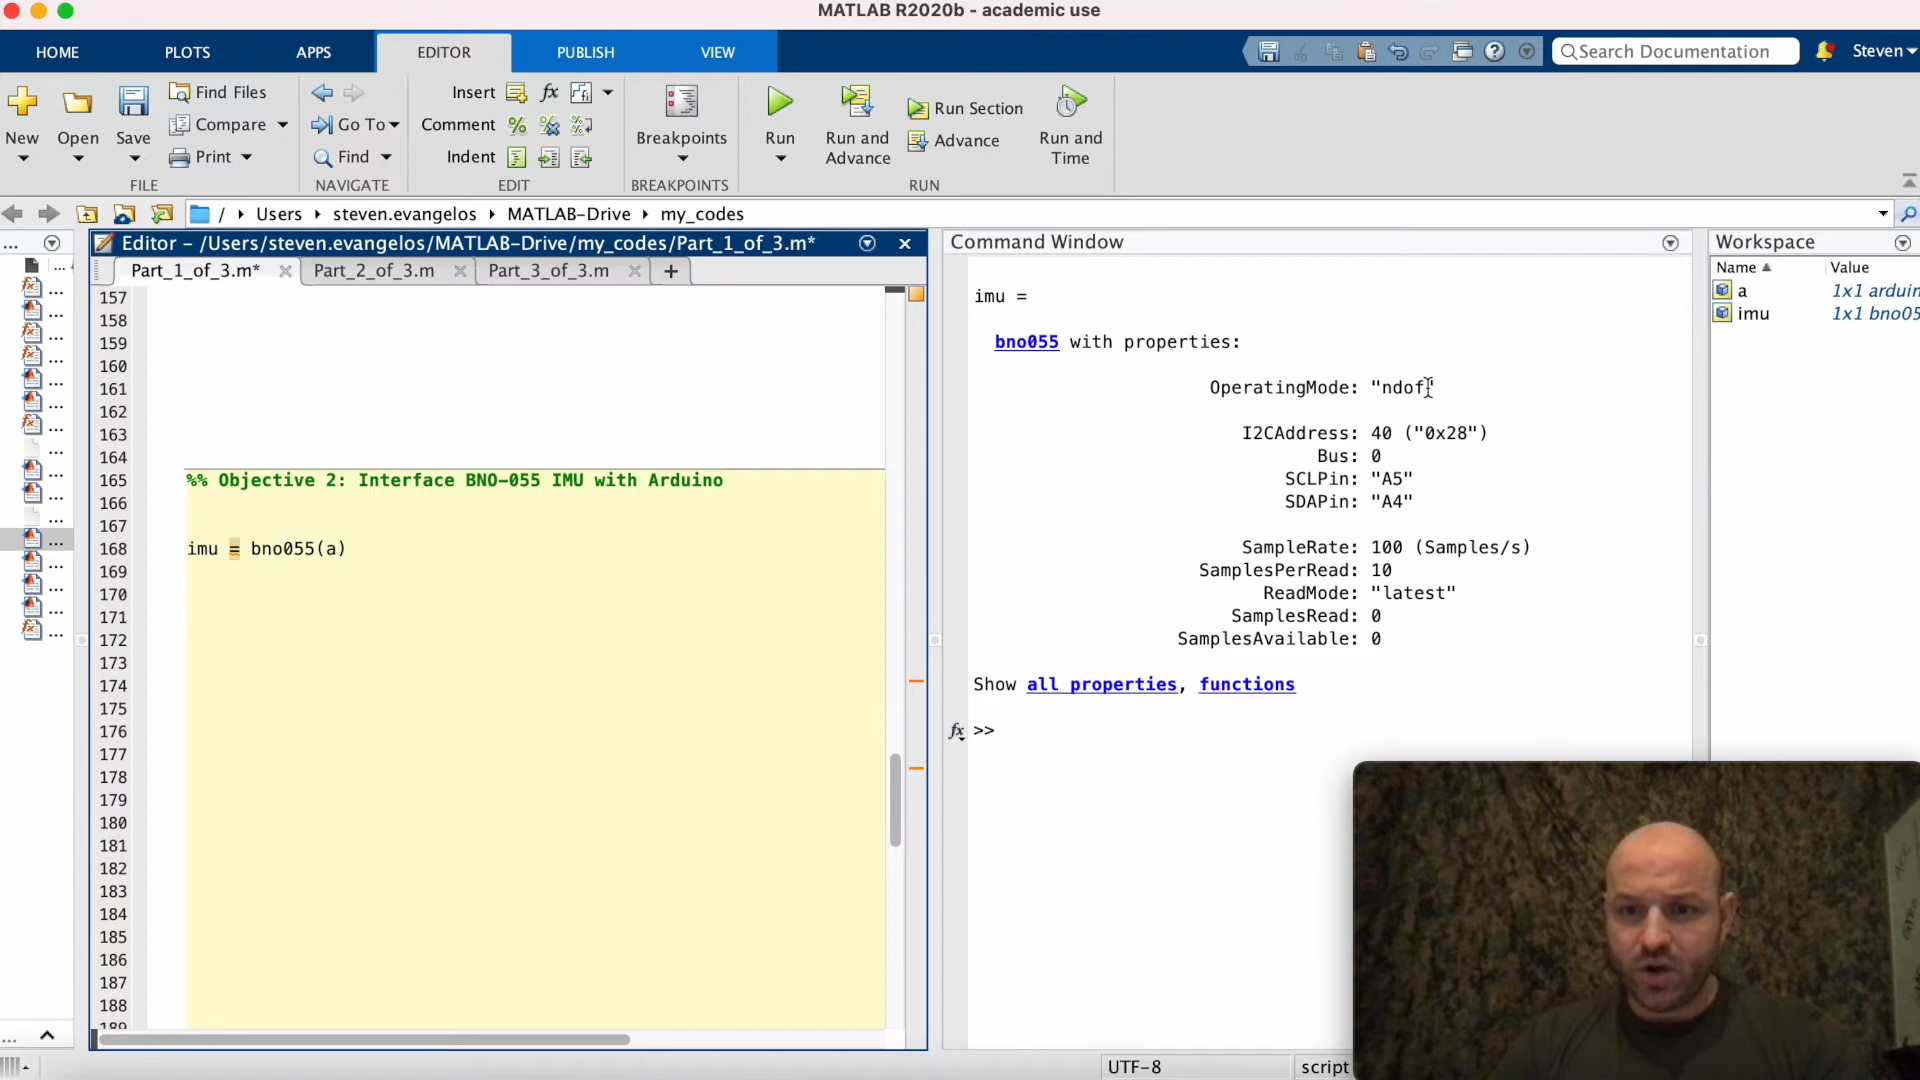 MATLAB R2020b - academic use
HOME PLOTS APPS EDITOR PUBLISH VIEW
Search Documentation
Steven
New Open Save
Find Files
Compare
Print
FILE
Go To
Find
NAVIGATE
Insert fx
Comment
Indent
EDIT
Breakpoints
BREAKPOINTS
Run
Run and Advance
Run Section
Advance
Run and Time
RUN
/ Users steven.evangelos MATLAB-Drive my_codes
Editor - /Users/steven.evangelos/MATLAB-Drive/my_codes/Part_1_of_3.m*
Part_1_of_3.m* Part_2_of_3.m Part_3_of_3.m +
157
158
159
160
161
162
163
164
165 %% Objective 2: Interface BNO-055 IMU with Arduino
166
167
168 imu = bno055(a)
169
170
171
172
173
174
175
176
177
178
179
180
181
182
183
184
185
186
187
188
189
Command Window
imu =
bno055 with properties:
OperatingMode: "ndof"
I2CAddress: 40 ("0x28")
Bus: 0
SCLPin: "A5"
SDAPin: "A4"
SampleRate: 100 (Samples/s)
SamplesPerRead: 10
ReadMode: "latest"
SamplesRead: 0
SamplesAvailable: 0
Show all properties, functions
fx >>
Workspace
Name Value
a 1x1 arduin
imu 1x1 bno05
UTF-8 script